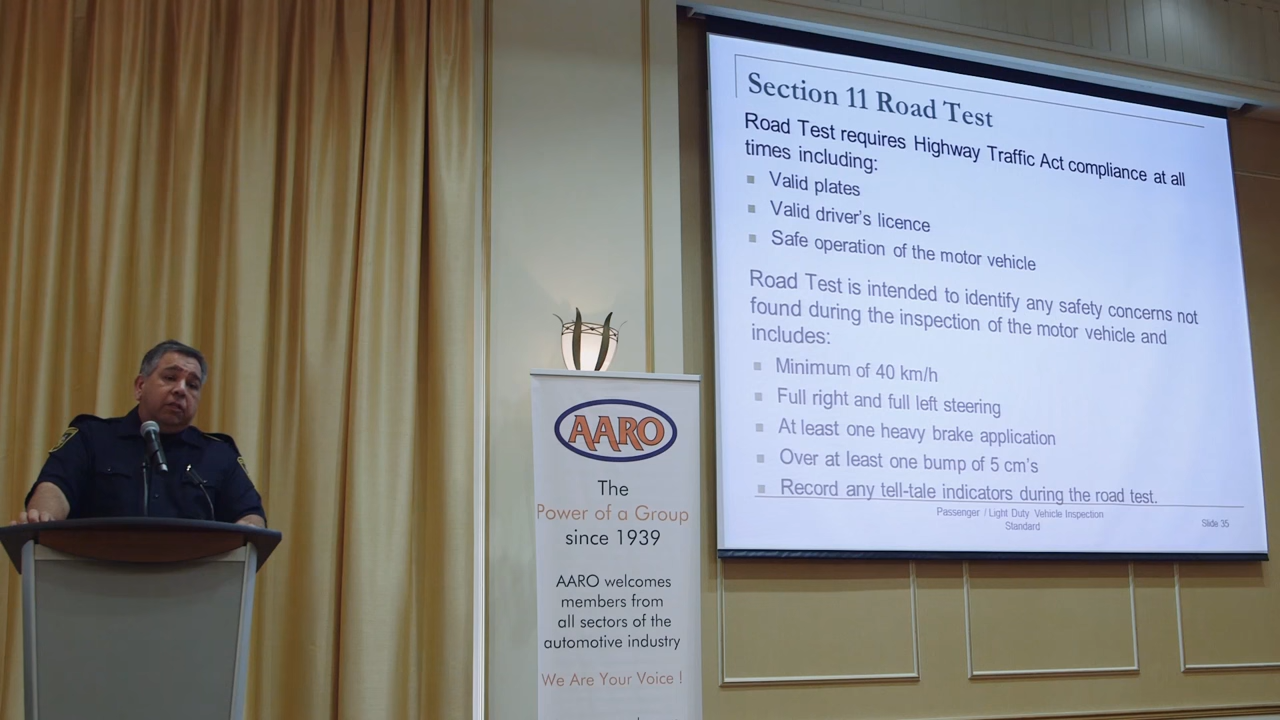 Section 11 Road Test
Road Test requires Highway Traffic Act compliance at all
times including:
Valid plates
Valid driver's licence
Safe operation of the motor vehicle
Road Test is intended to identify any safety concerns not
found during the inspection of the motor vehicle and
includes:
Minimum of 40 km/h
Full right and full left steering
At least one heavy brake application
Over at least one bump of 5 cm's
Record any tell-tale indicators during the road test.
Passenger / Light Duty Vehicle Inspection
Standard
Slide 35
AARO
The
Power of a Group
since 1939
AARO welcomes
members from
all sectors of the
automotive industry
We Are Your Voice !